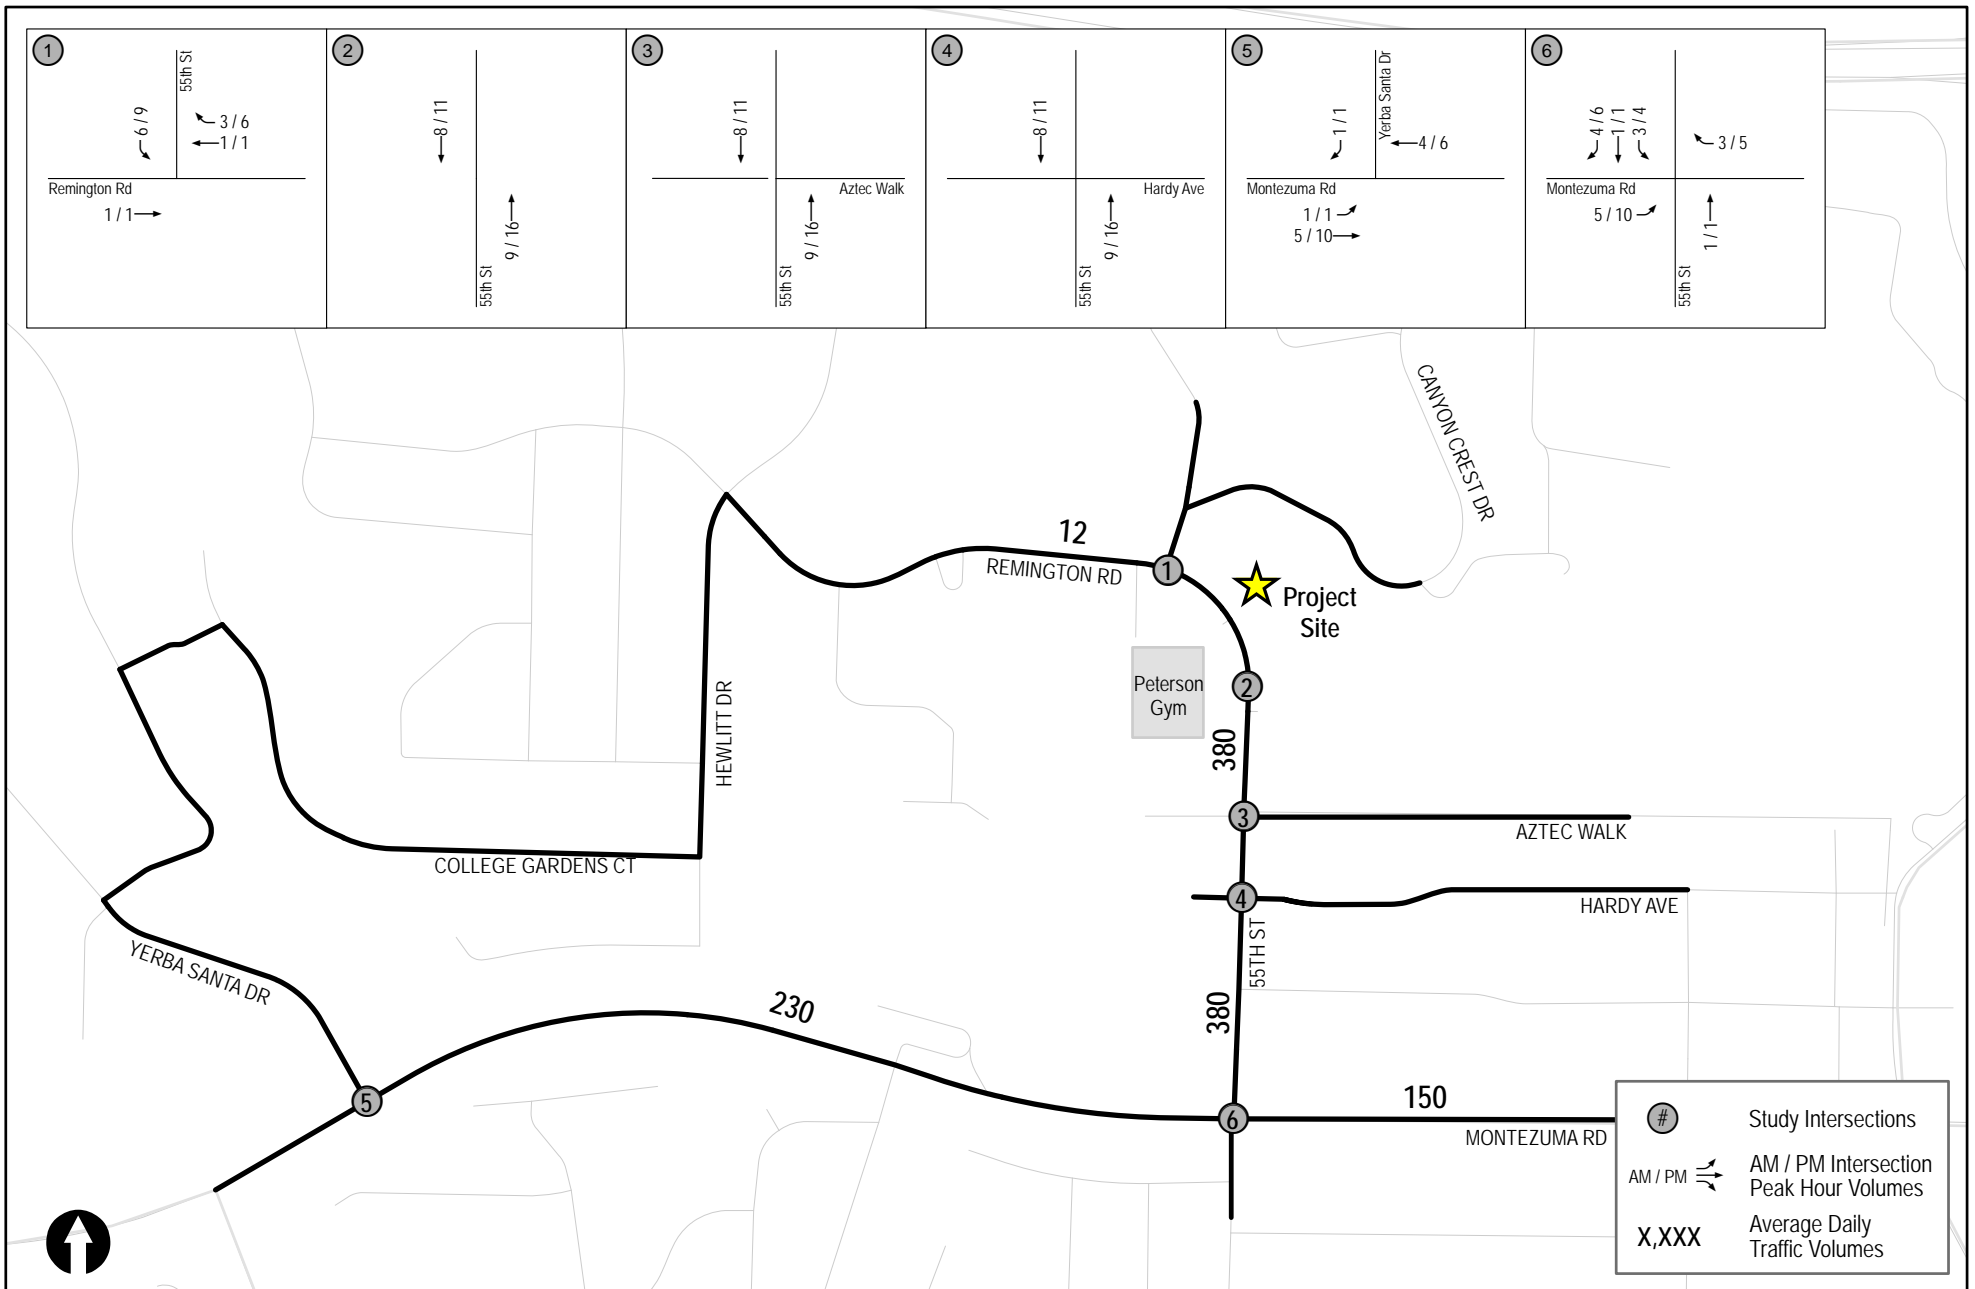 1
55th St
6 / 9
3 / 6
1 / 1
Remington Rd
1 / 1
2
8 / 11
9 / 16
55th St
3
8 / 11
Aztec Walk
9 / 16
55th St
4
8 / 11
Hardy Ave
9 / 16
55th St
5
Yerba Santa Dr
1 / 1
4 / 6
Montezuma Rd
1 / 1
5 / 10
6
4 / 6
1 / 1
3 / 4
3 / 5
Montezuma Rd
5 / 10
1 / 1
55th St
CANYON CREST DR
12
REMINGTON RD
1
Project
Site
Peterson
Gym
2
HEWLITT DR
380
3
AZTEC WALK
COLLEGE GARDENS CT
4
HARDY AVE
55TH ST
YERBA SANTA DR
230
380
5
6
150
MONTEZUMA RD
# Study Intersections
AM / PM AM / PM Intersection
Peak Hour Volumes
X,XXX Average Daily
Traffic Volumes